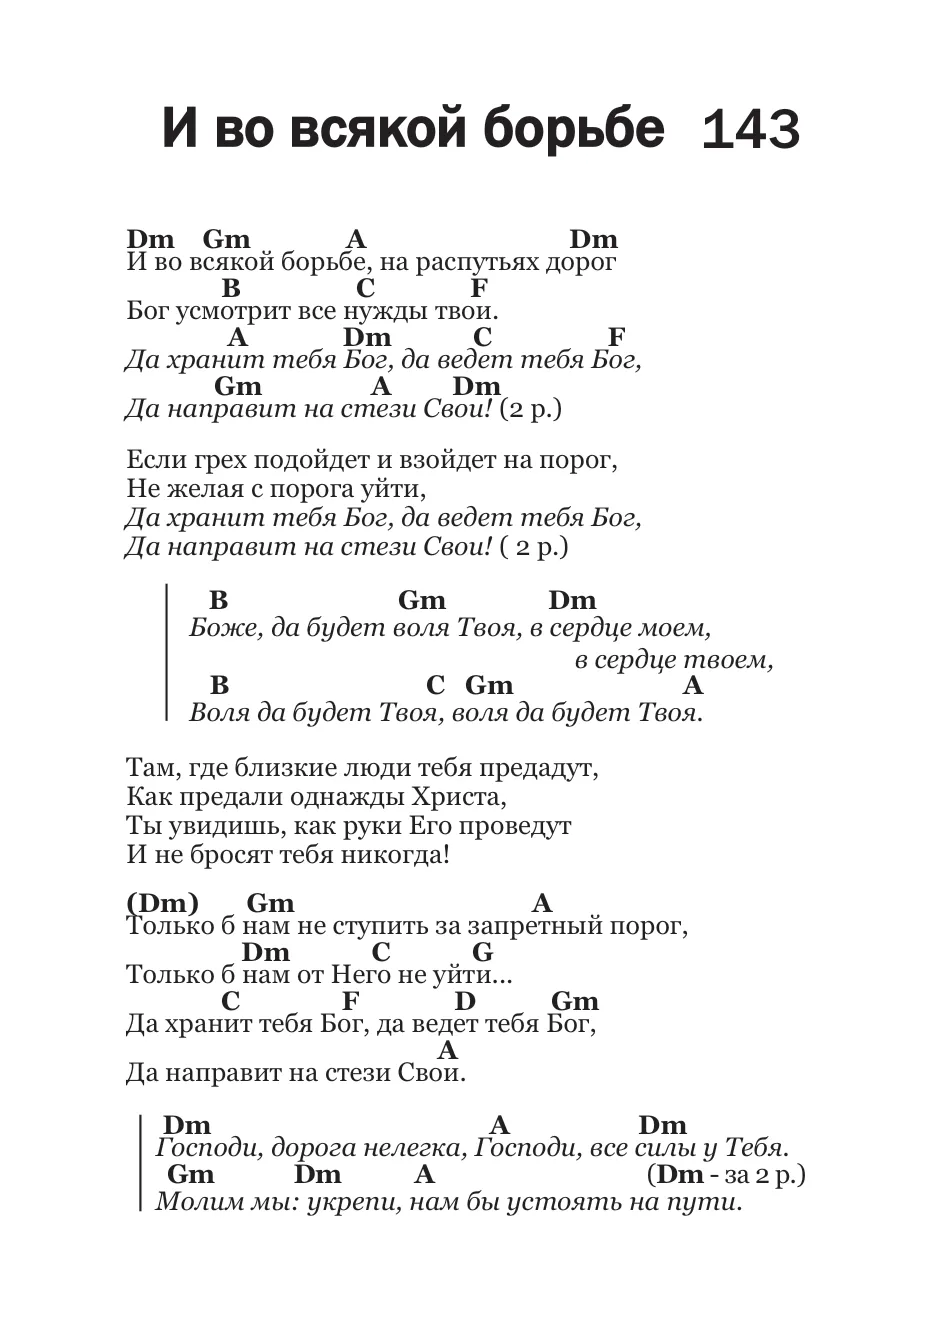 И во всякой борьбе 143
Dm Gm A Dm
И во всякой борьбе, на распутьях дорог
B C F
Бог усмотрит все нужды твои.
A Dm C F
Да хранит тебя Бог, да ведет тебя Бог,
Gm A Dm
Да направит на стези Свои! (2 р.)
Если грех подойдет и взойдет на порог,
Не желая с порога уйти,
Да хранит тебя Бог, да ведет тебя Бог,
Да направит на стези Свои! ( 2 р.)
B Gm Dm
Боже, да будет воля Твоя, в сердце моем,
в сердце твоем,
B C Gm A
Воля да будет Твоя, воля да будет Твоя.
Там, где близкие люди тебя предадут,
Как предали однажды Христа,
Ты увидишь, как руки Его проведут
И не бросят тебя никогда!
(Dm) Gm A
Только б нам не ступить за запретный порог,
Dm C G
Только б нам от Него не уйти...
C F D Gm
Да хранит тебя Бог, да ведет тебя Бог,
A
Да направит на стези Свои.
Dm A Dm
Господи, дорога нелегка, Господи, все силы у Тебя.
Gm Dm A (Dm - за 2 р.)
Молим мы: укрепи, нам бы устоять на пути.